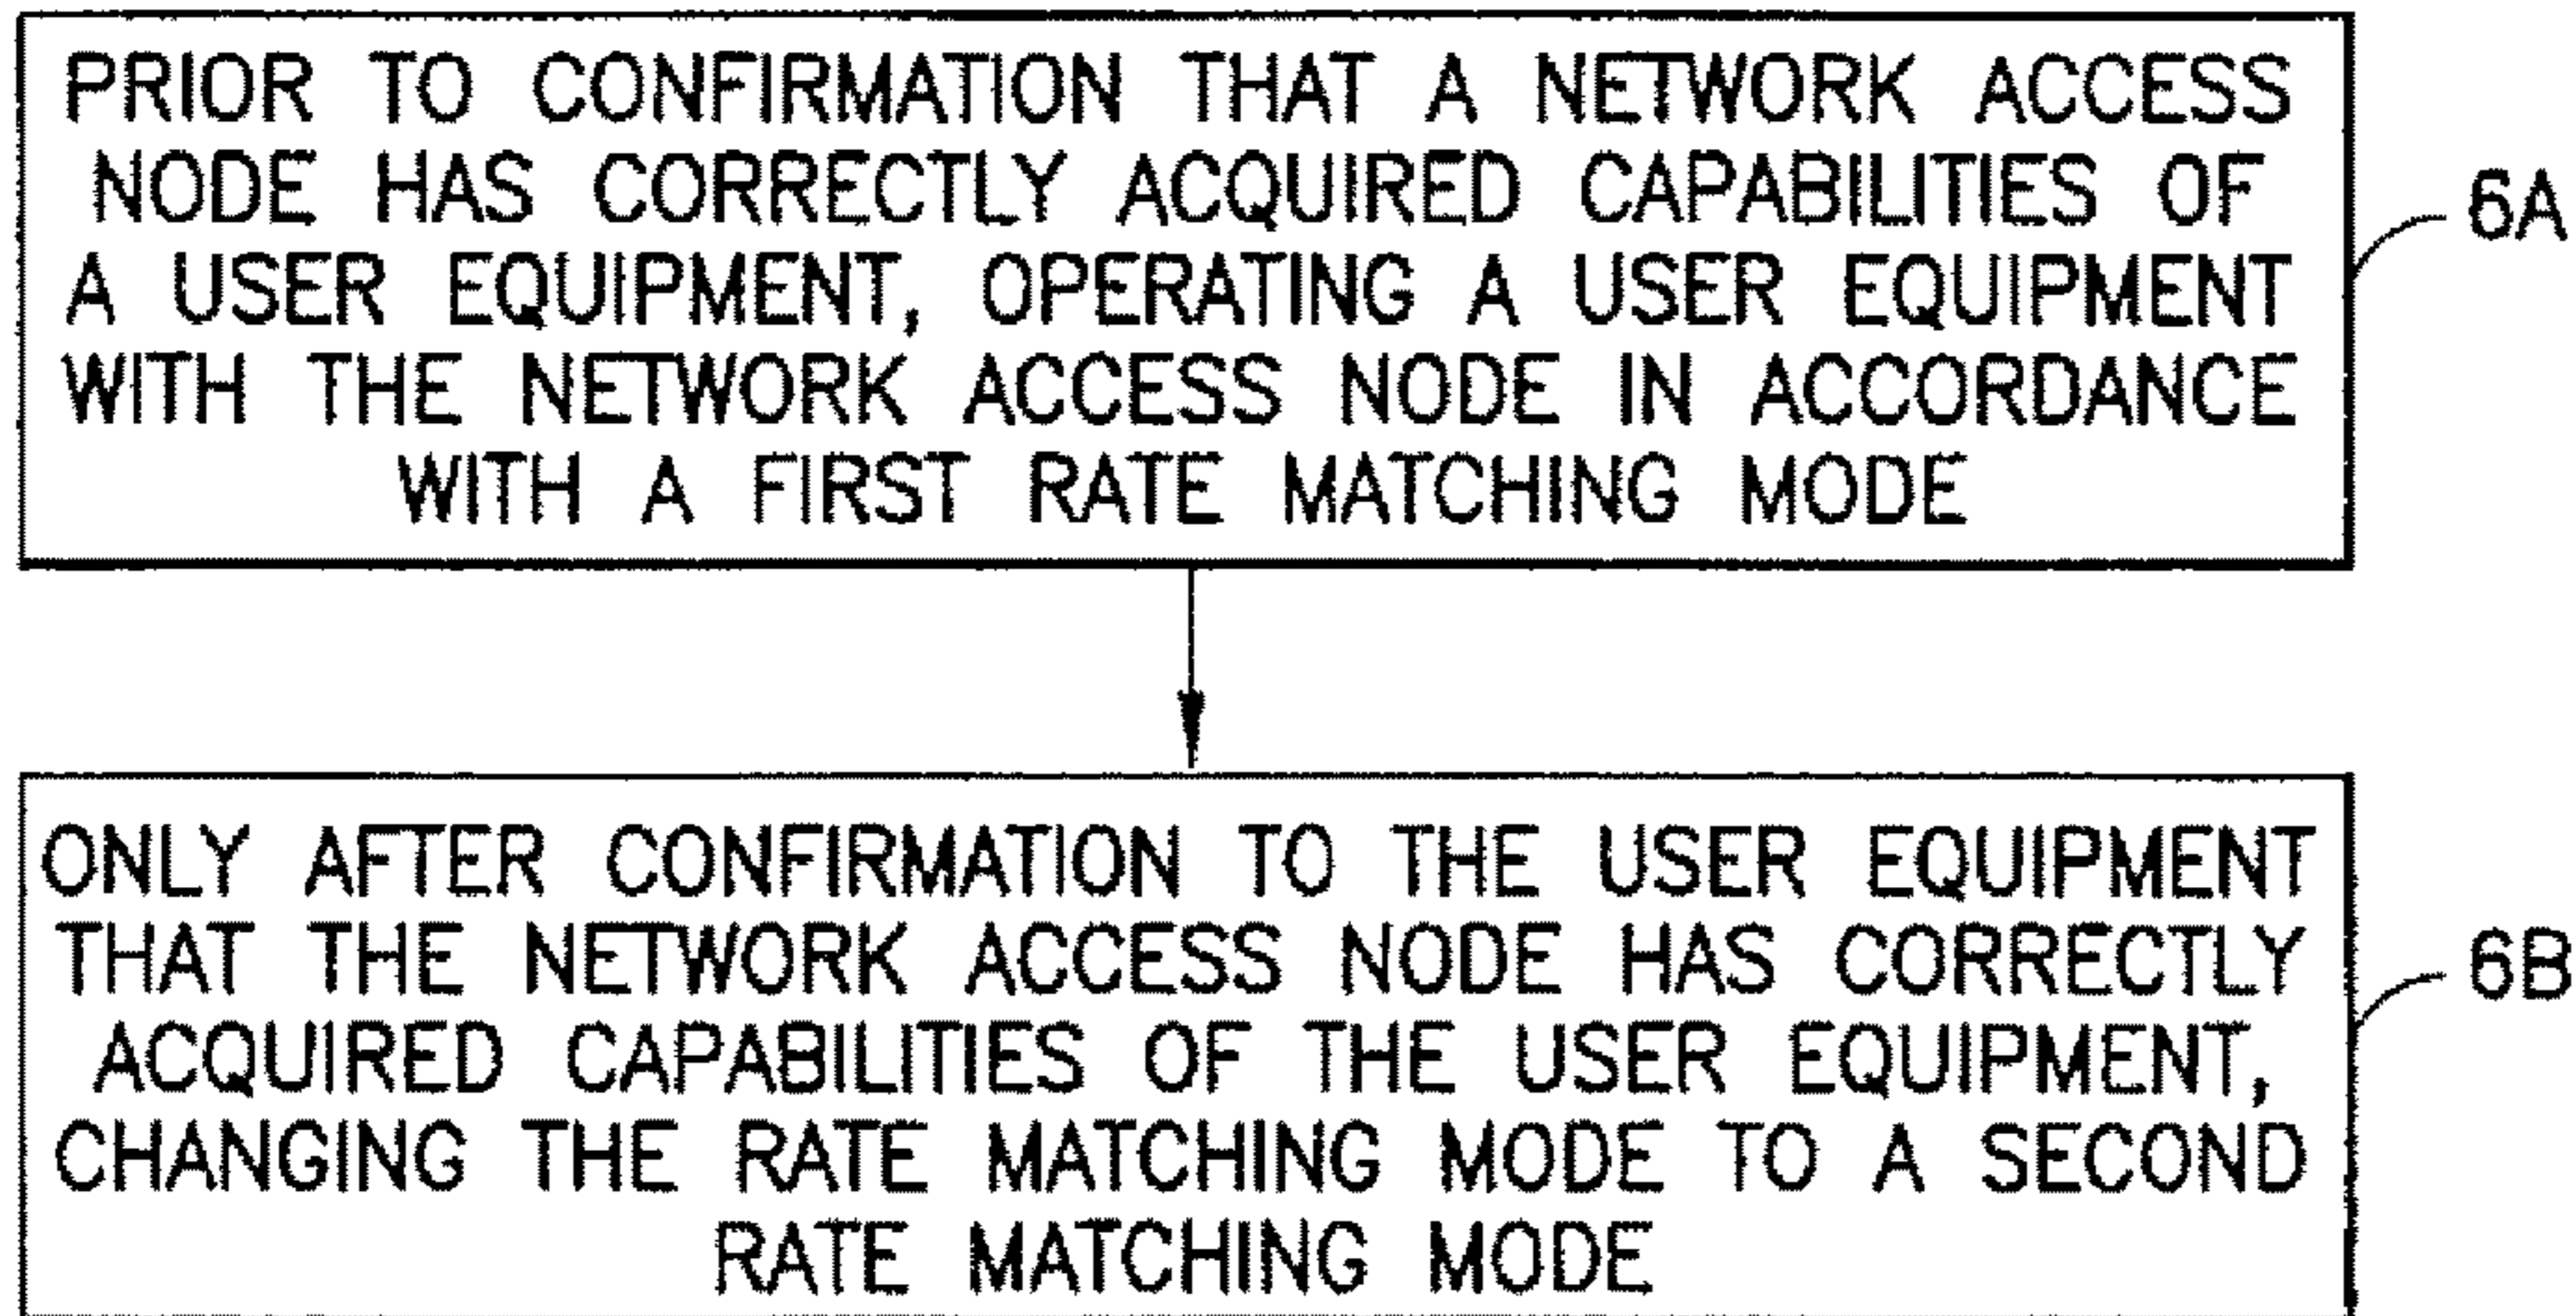 PRIOR TO CONFIRMATION THAT A NETWORK ACCESS
NODE HAS CORRECTLY ACQUIRED CAPABILITIES OF
A USER EQUIPMENT, OPERATING A USER EQUIPMENT
WITH THE NETWORK ACCESS NODE IN ACCORDANCE
WITH A FIRST RATE MATCHING MODE
6A
ONLY AFTER CONFIRMATION TO THE USER EQUIPMENT
THAT THE NETWORK ACCESS NODE HAS CORRECTLY
ACQUIRED CAPABILITIES OF THE USER EQUIPMENT,
CHANGING THE RATE MATCHING MODE TO A SECOND
RATE MATCHING MODE
6B